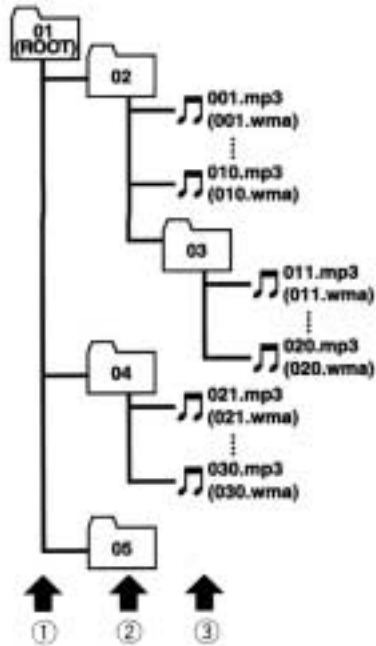 01
(ROOT)
02
001.mp3
(001.wma)
010.mp3
(010.wma)
03
011.mp3
(011.wma)
020.mp3
(020.wma)
04
021.mp3
(021.wma)
030.mp3
(030.wma)
05
① ② ③